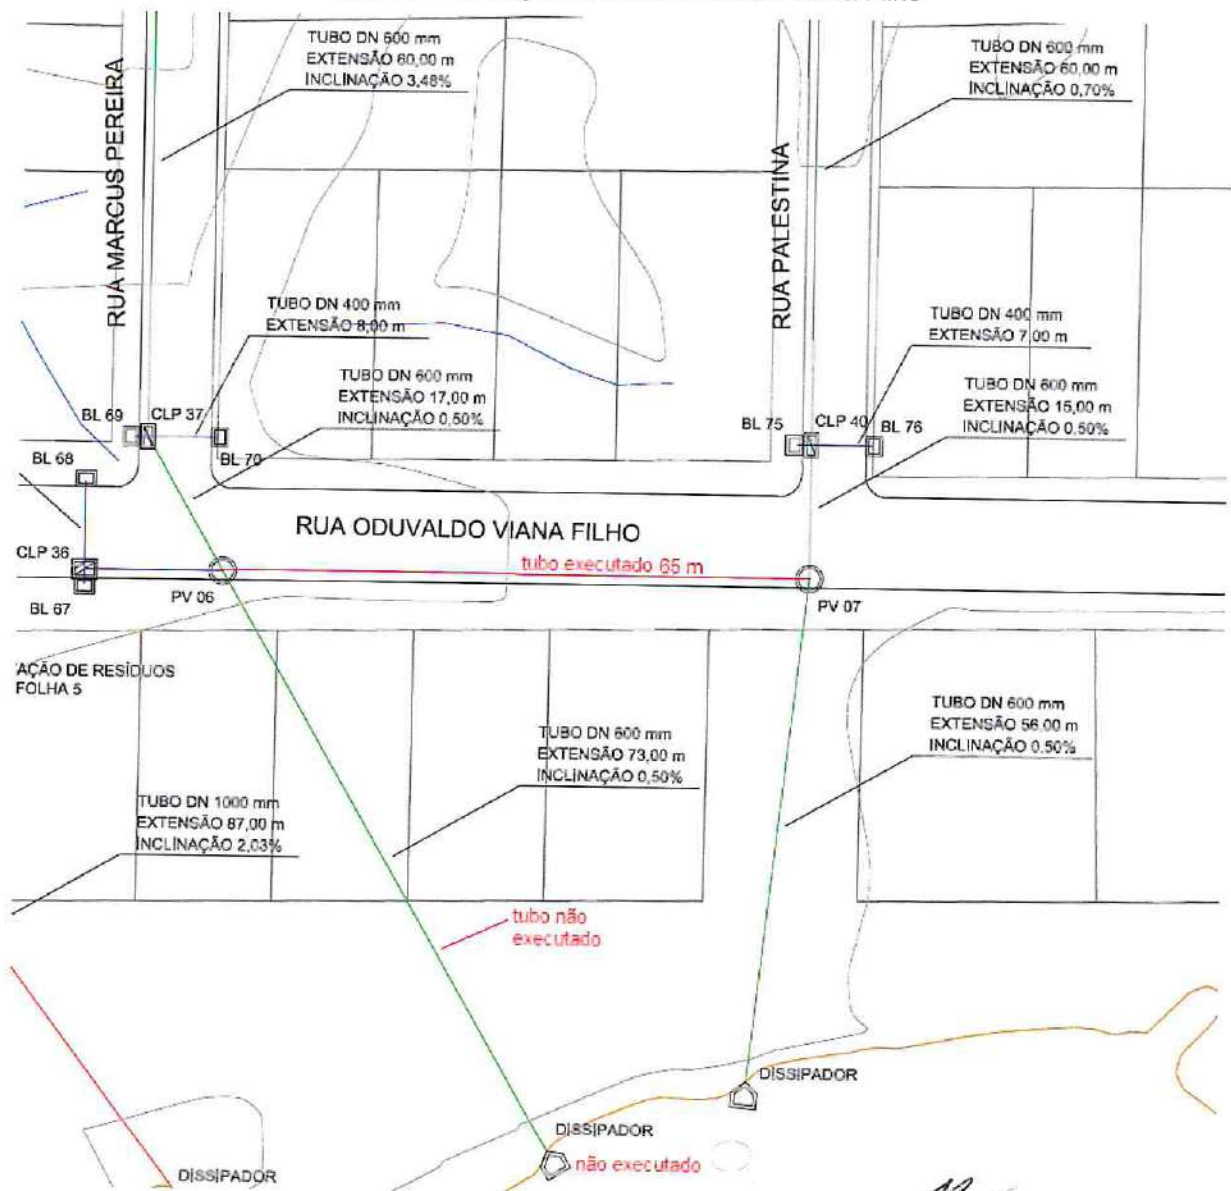 TUBO DN 600 mm
EXTENSÃO 60,00 m
INCLINAÇÃO 3,48%
TUBO DN 600 mm
EXTENSÃO 60,00 m
INCLINAÇÃO 0,70%
RUA MARCUS PEREIRA
RUA PALESTINA
TUBO DN 400 mm
EXTENSÃO 8,00 m
TUBO DN 400 mm
EXTENSÃO 7,00 m
TUBO DN 600 mm
EXTENSÃO 17,00 m
INCLINAÇÃO 0,50%
TUBO DN 600 mm
EXTENSÃO 15,00 m
INCLINAÇÃO 0,50%
BL 69
CLP 37
BL 70
BL 75
CLP 40
BL 76
BL 68
RUA ODUVALDO VIANA FILHO
CLP 36
tubo executado 65 m
BL 67
PV 06
PV 07
AÇÃO DE RESÍDUOS
FOLHA 5
TUBO DN 600 mm
EXTENSÃO 73,00 m
INCLINAÇÃO 0,50%
TUBO DN 600 mm
EXTENSÃO 56,00 m
INCLINAÇÃO 0.50%
TUBO DN 1000 mm
EXTENSÃO 87,00 m
INCLINAÇÃO 2,03%
tubo não
executado
DISSIPADOR
DISSIPADOR
não executado
DISSIPADOR